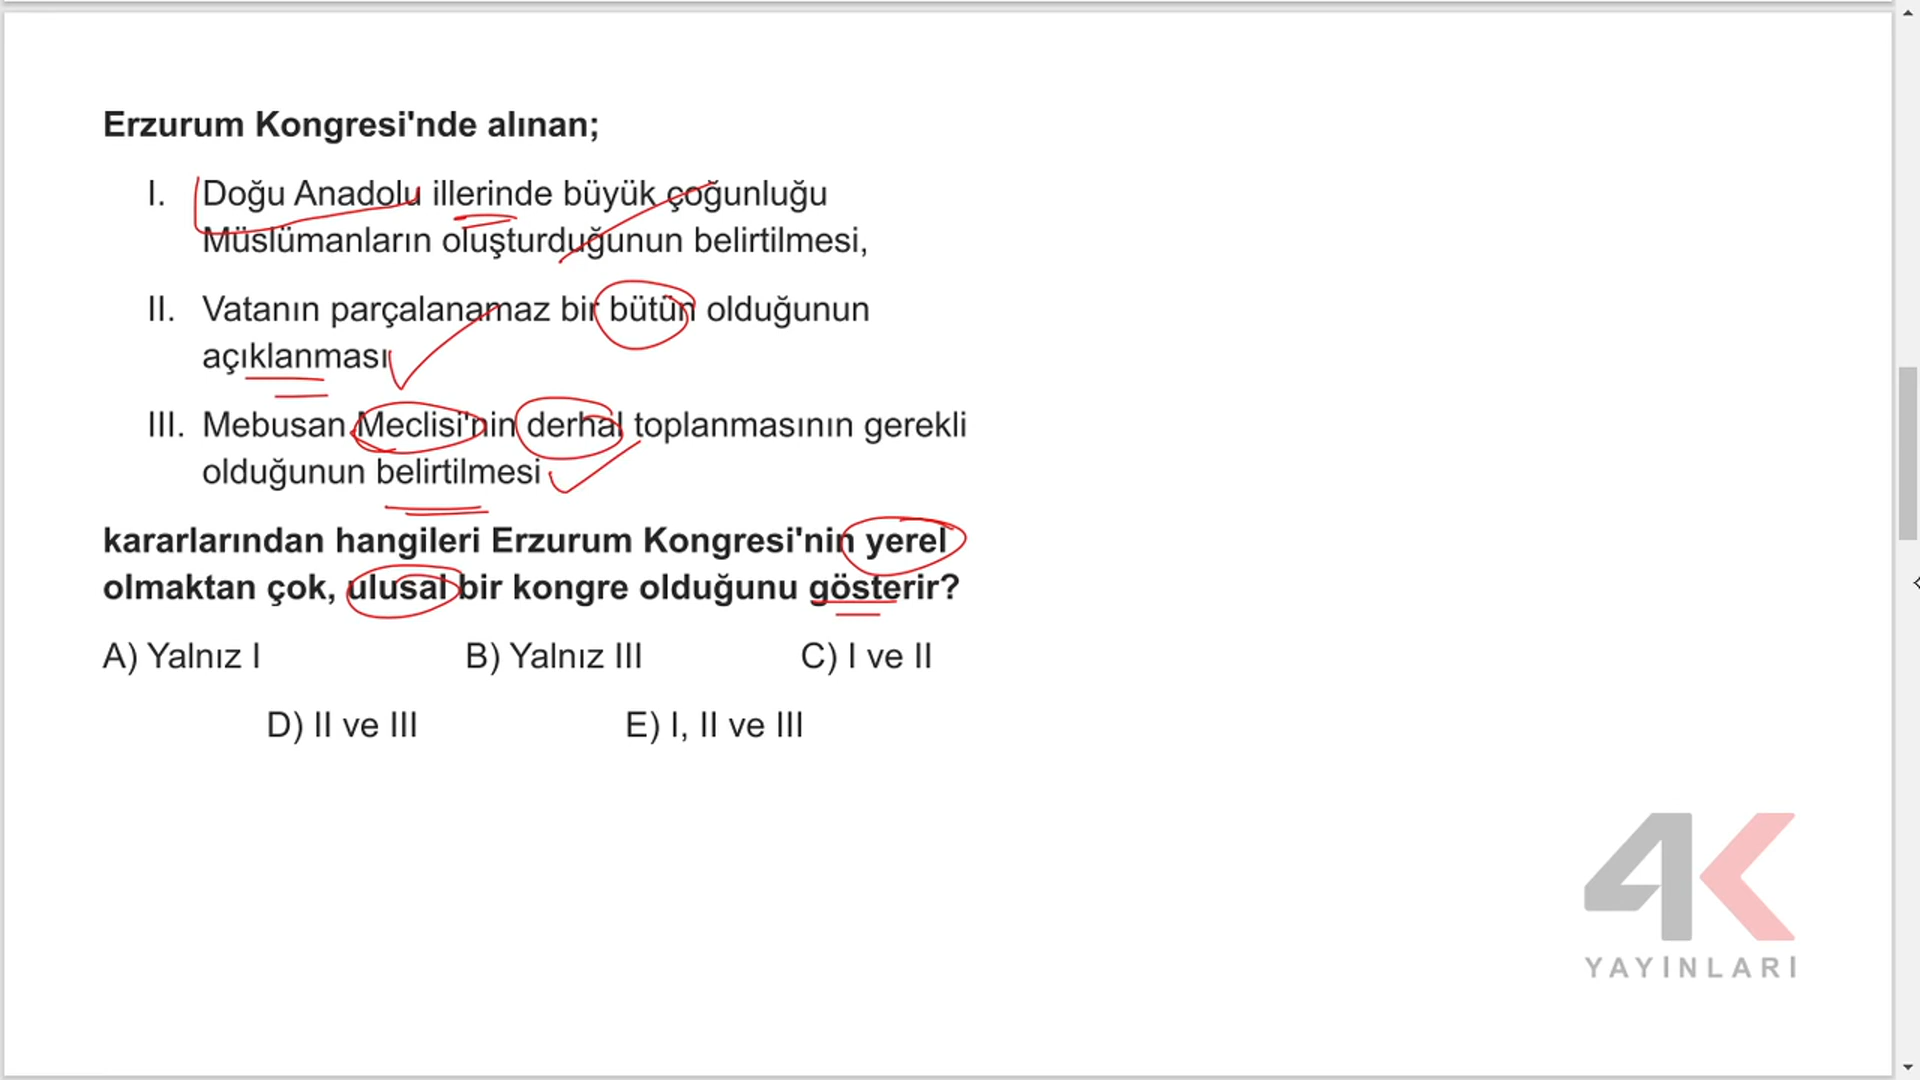 Erzurum Kongresi'nde alınan;
I. Doğu Anadolu illerinde büyük çoğunluğu
Müslümanların oluşturduğunun belirtilmesi,
II. Vatanın parçalanamaz bir bütün olduğunun
açıklanması
III. Mebusan Meclisi'nin derhal toplanmasının gerekli
olduğunun belirtilmesi
kararlarından hangileri Erzurum Kongresi'nin yerel
olmaktan çok, ulusal bir kongre olduğunu gösterir?
A) Yalnız I B) Yalnız III C) I ve II
D) II ve III E) I, II ve III
4K
YAYINLARI